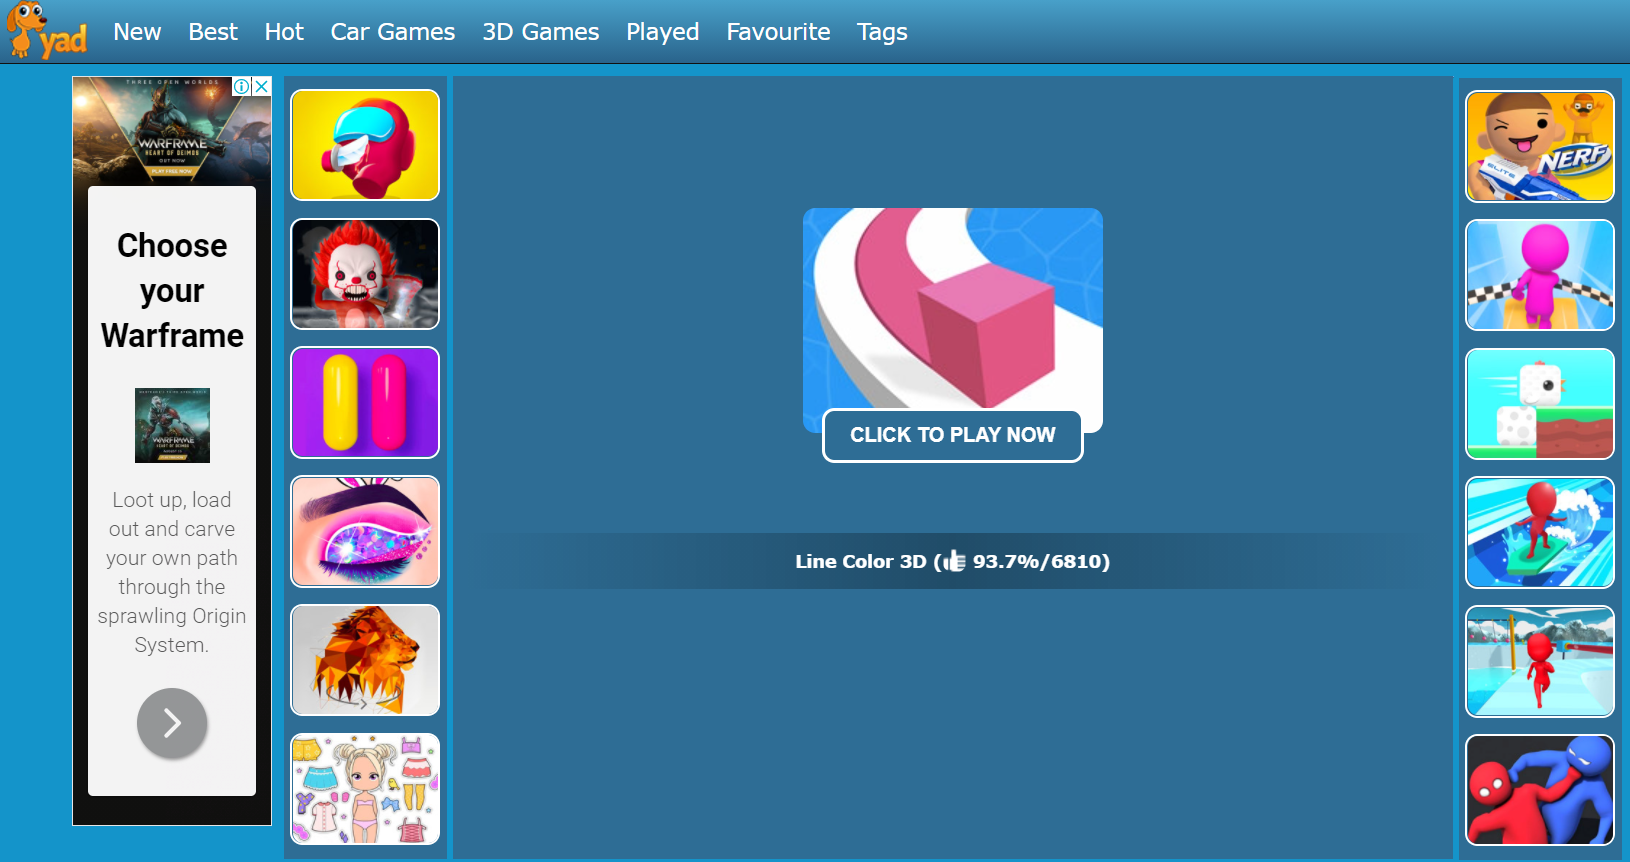 yad
New Best Hot Car Games 3D Games Played Favourite Tags
THREE OPEN WORLDS
WARFRAME
HEART OF DEIMOS
OUT NOW
PLAY FREE NOW
Choose
your
Warframe
WARFRAME
Loot up, load
out and carve
your own path
through the
sprawling Origin
System.
CLICK TO PLAY NOW
Line Color 3D (93.7%/6810)
NERF
ELITE